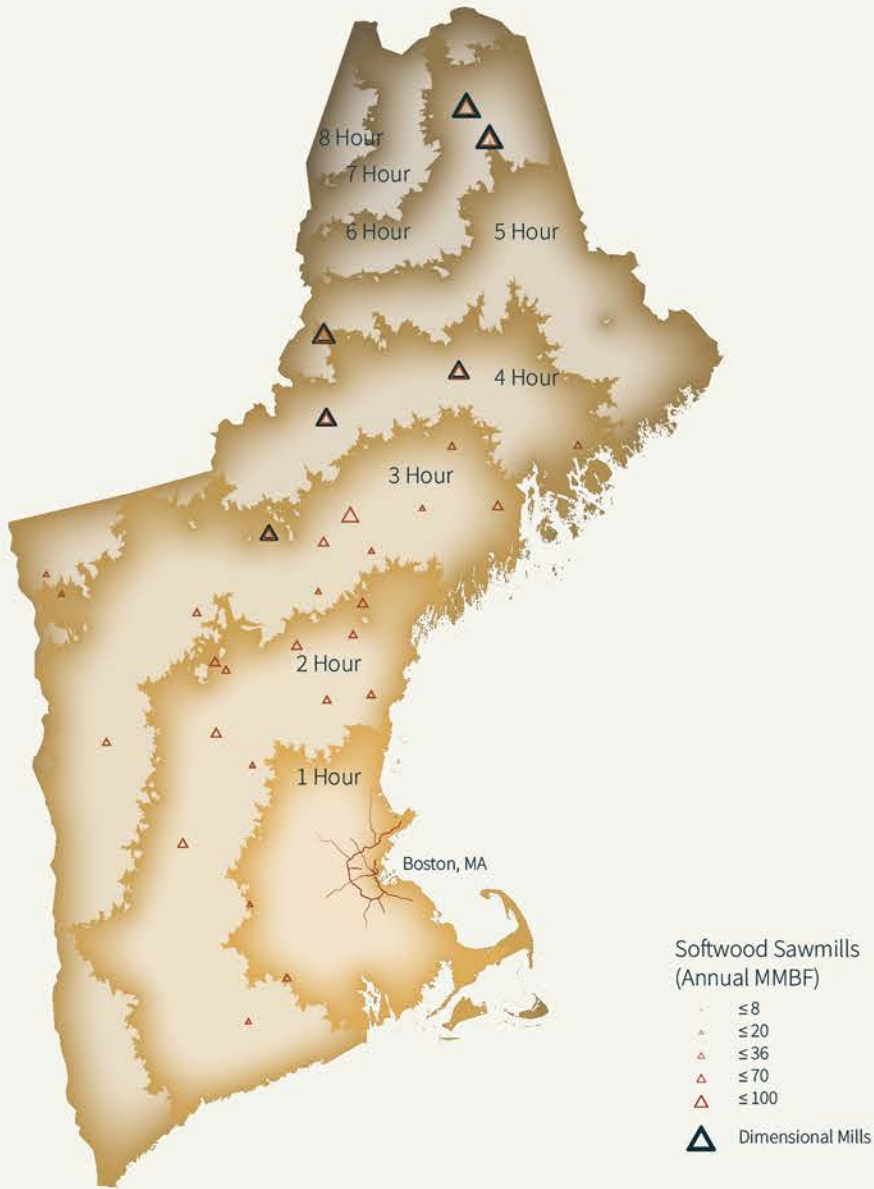 8 Hour
7 Hour
6 Hour
5 Hour
4 Hour
3 Hour
2 Hour
1 Hour
Boston, MA
Softwood Sawmills
(Annual MMBF)
≤ 8
≤ 20
≤ 36
≤ 70
≤ 100
Dimensional Mills